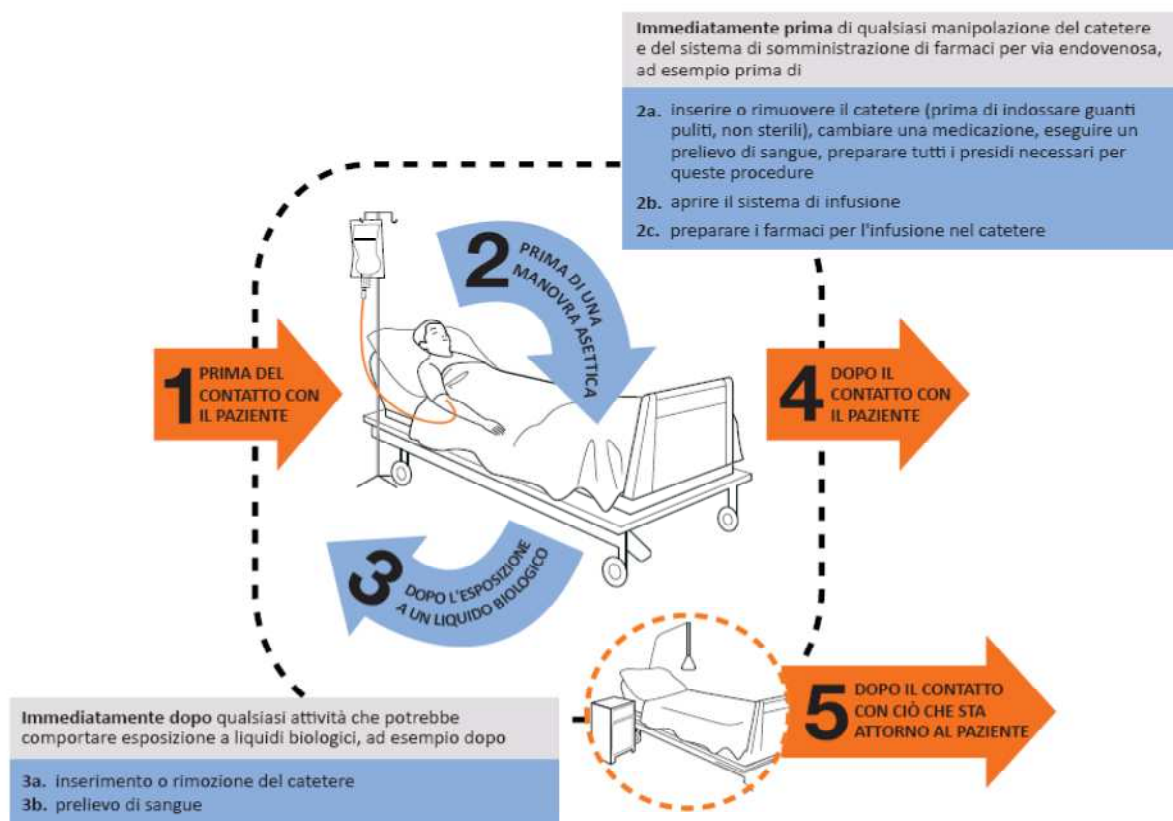 Immediatamente prima di qualsiasi manipolazione del catetere
e del sistema di somministrazione di farmaci per via endovenosa,
ad esempio prima di
2a. inserire o rimuovere il catetere (prima di indossare guanti
puliti, non sterili), cambiare una medicazione, eseguire un
prelievo di sangue, preparare tutti i presidi necessari per
queste procedure
2b. aprire il sistema di infusione
2c. preparare i farmaci per l'infusione nel catetere
1 PRIMA DEL
CONTATTO CON
IL PAZIENTE
2 PRIMA DI UNA
MANOVRA ASETTICA
3 DOPO L'ESPOSIZIONE
A UN LIQUIDO BIOLOGICO
4 DOPO IL
CONTATTO CON
IL PAZIENTE
5 DOPO IL CONTATTO
CON CIÒ CHE STA
ATTORNO AL PAZIENTE
Immediatamente dopo qualsiasi attività che potrebbe
comportare esposizione a liquidi biologici, ad esempio dopo
3a. inserimento o rimozione del catetere
3b. prelievo di sangue